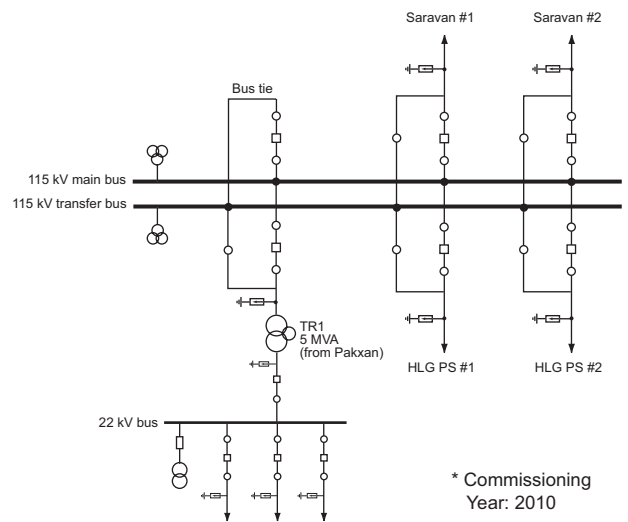 Saravan #1
Saravan #2
Bus tie
115 kV main bus
115 kV transfer bus
TR1
5 MVA
(from Pakxan)
HLG PS #1
HLG PS #2
22 kV bus
* Commissioning
Year: 2010